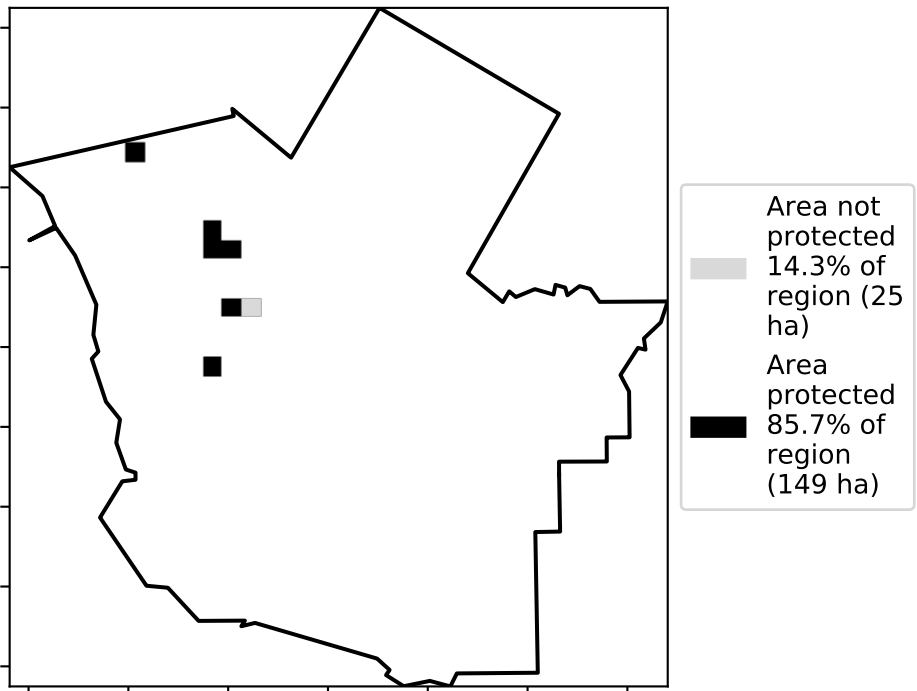 Area not
protected
14.3% of
region (25
ha)
Area
protected
85.7% of
region
(149 ha)